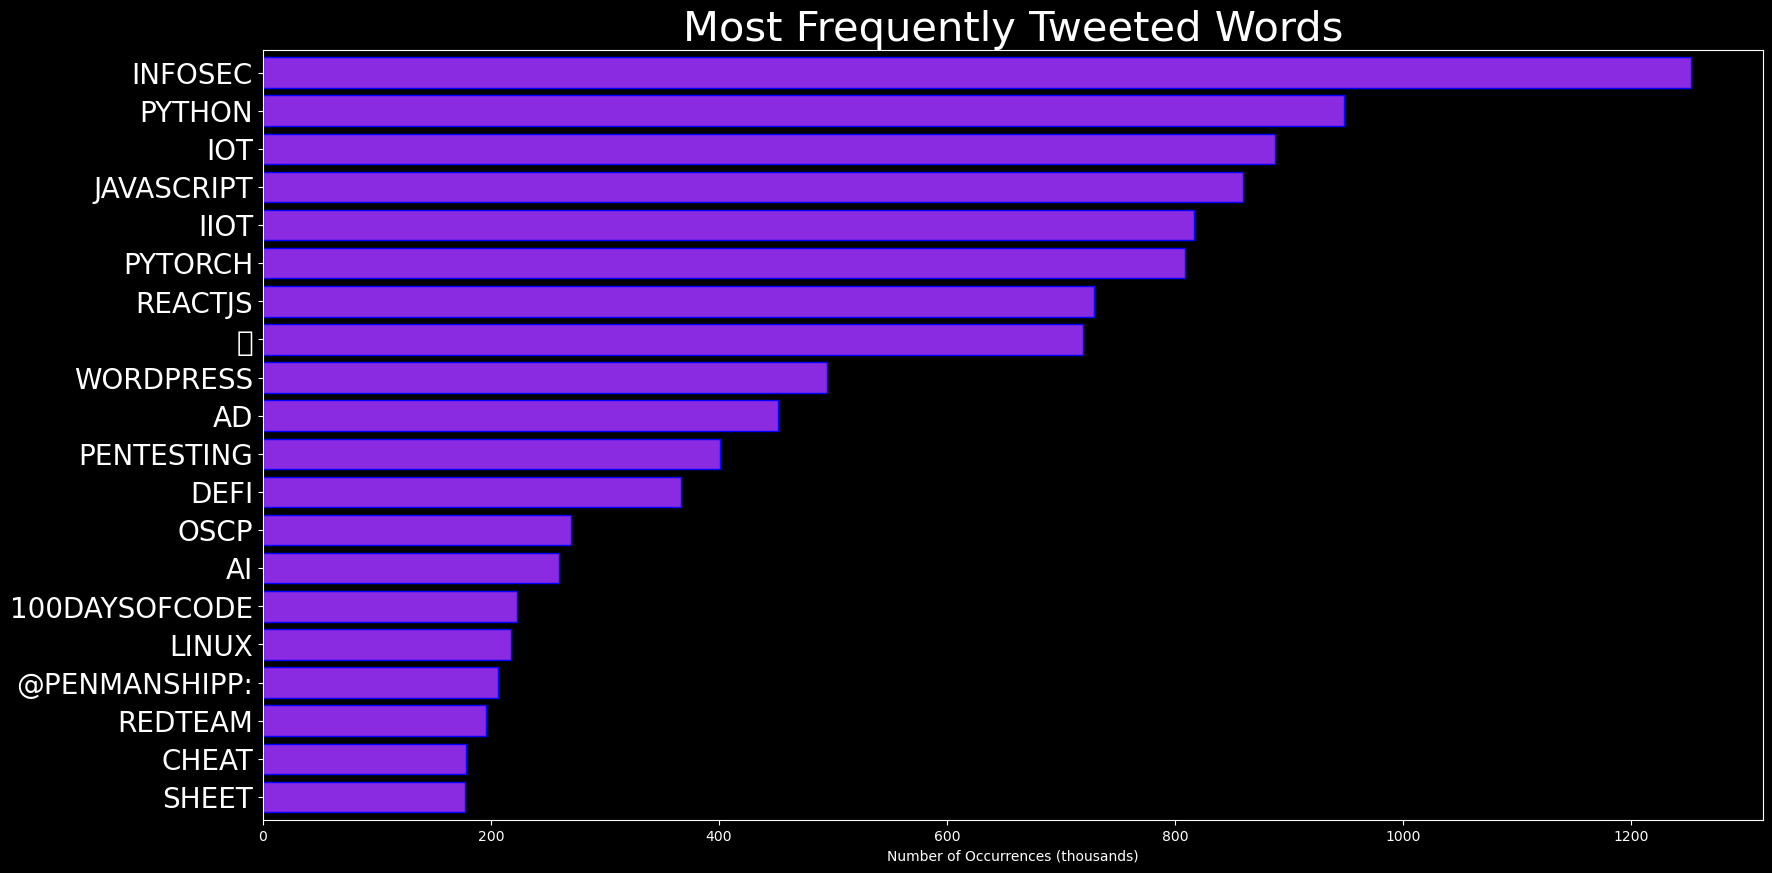 Most Frequently Tweeted Words
INFOSEC
PYTHON
IOT
JAVASCRIPT
IIOT
PYTORCH
REACTJS
WORDPRESS
AD
PENTESTING
DEFI
OSCP
AI
100DAYSOFCODE
LINUX
@PENMANSHIPP:
REDTEAM
CHEAT
SHEET
0 200 400 600 800 1000 1200
Number of Occurrences (thousands)